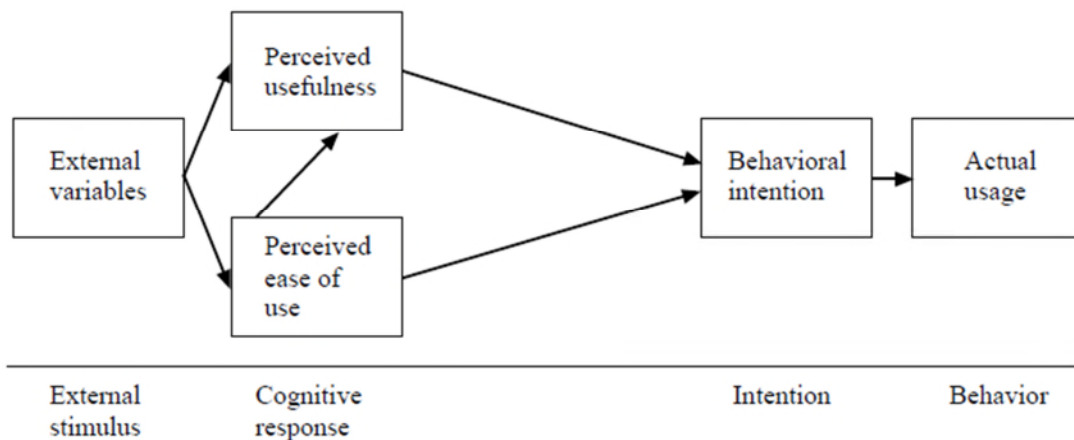 Perceived
usefulness
External
variables
Perceived
ease of
use
Behavioral
intention
Actual
usage
External
stimulus
Cognitive
response
Intention
Behavior